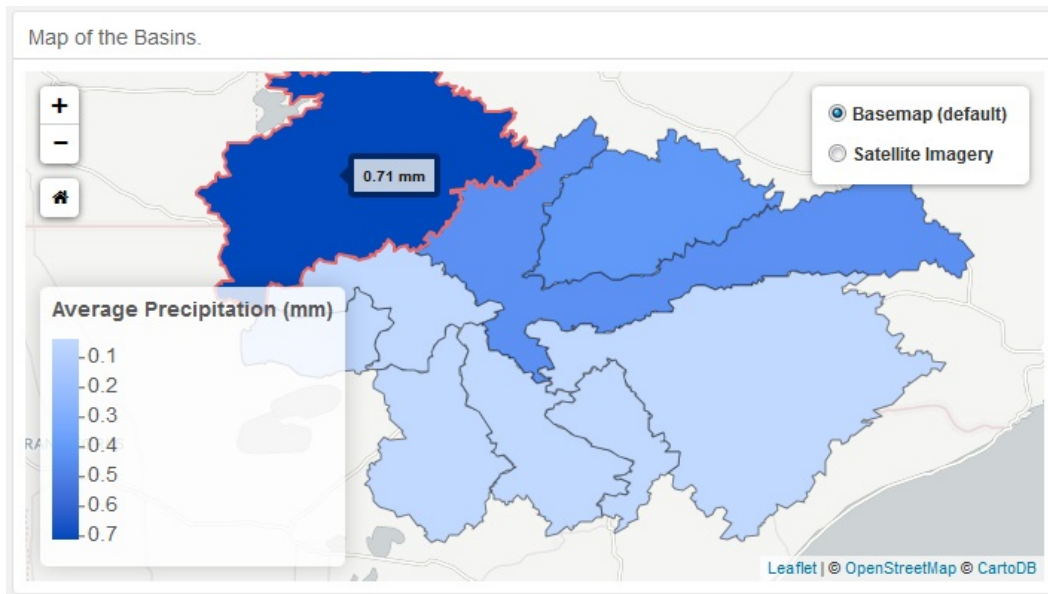 Map of the Basins.
+
−
Basemap (default)
Satellite Imagery
0.71 mm
Average Precipitation (mm)
0.1
0.2
0.3
0.4
0.5
0.6
0.7
Leaflet | © OpenStreetMap © CartoDB